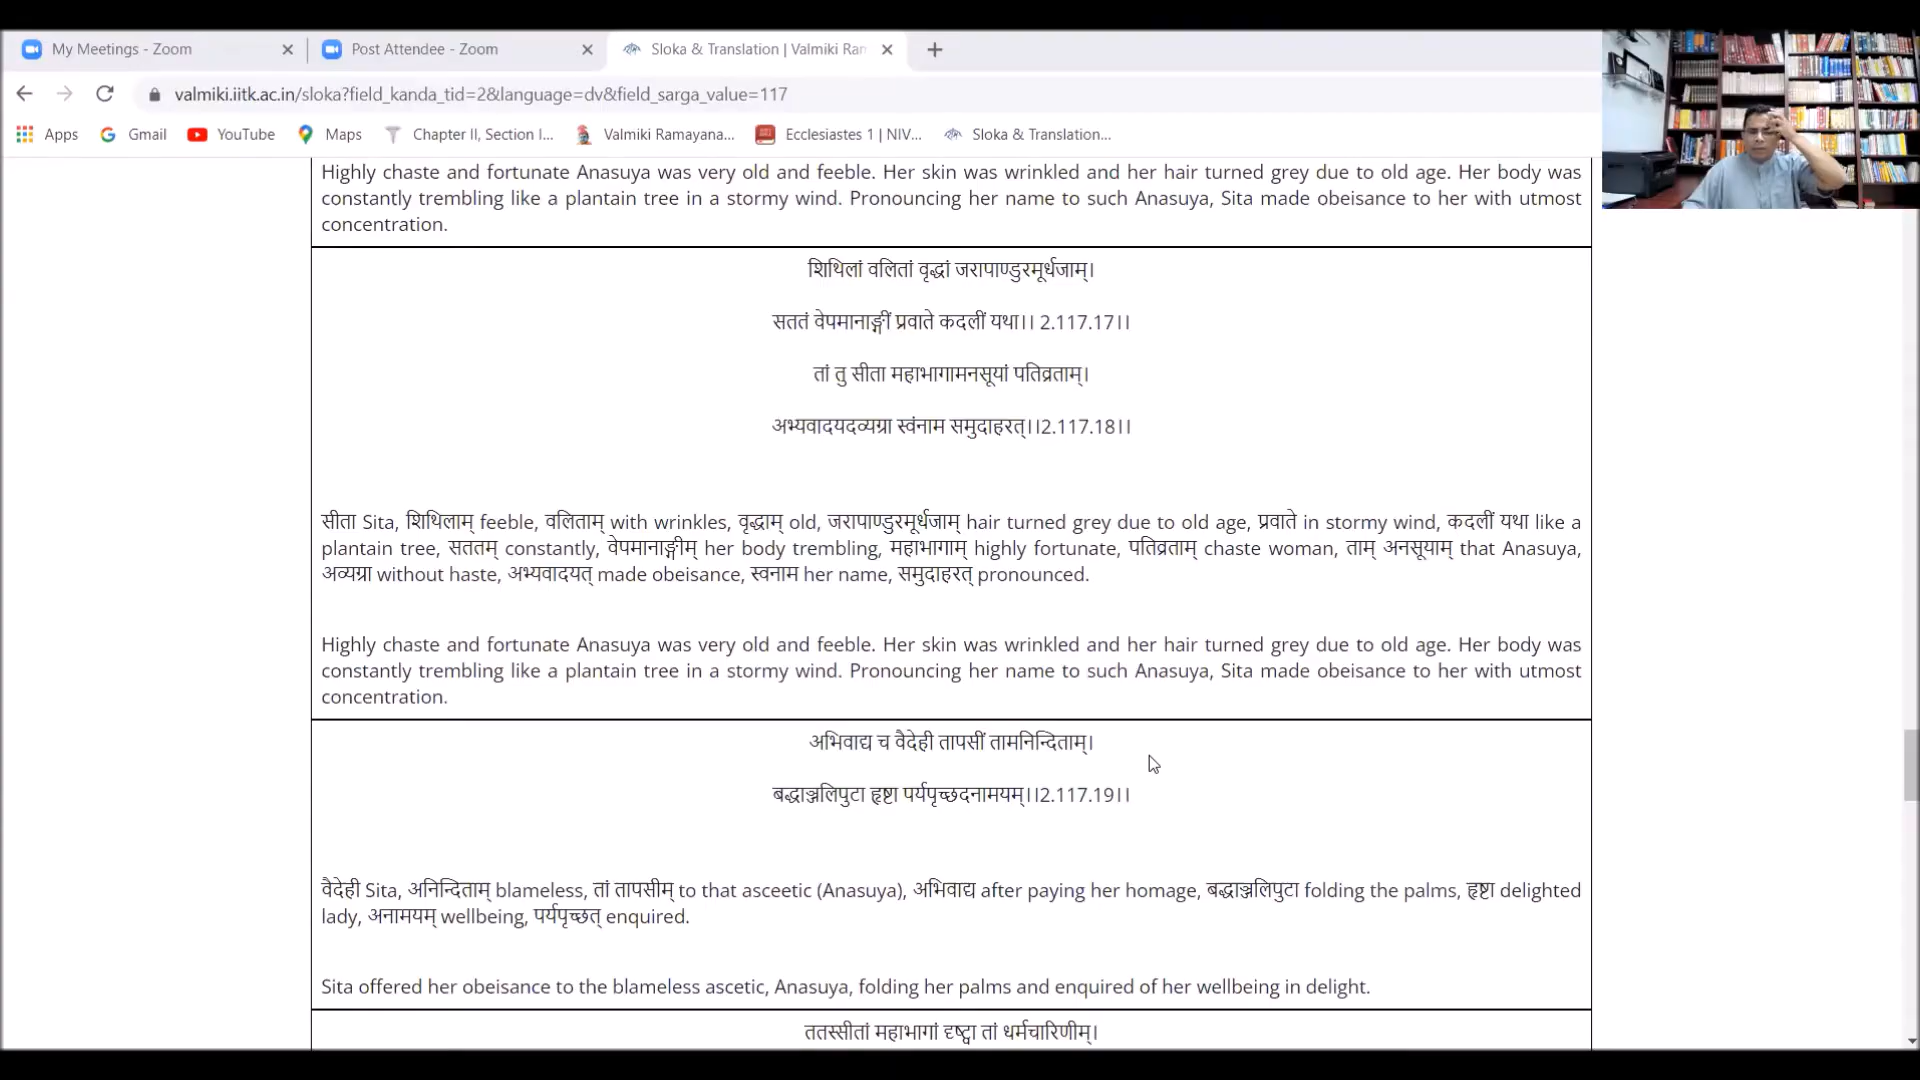 My Meetings - Zoom
Post Attendee - Zoom
Sloka & Translation | Valmiki Ram
valmiki.iitk.ac.in/sloka?field_kanda_tid=2&language=dv&field_sarga_value=117
Apps Gmail YouTube Maps Chapter II, Section I... Valmiki Ramayana... Ecclesiastes 1 | NIV... Sloka & Translation...
Highly chaste and fortunate Anasuya was very old and feeble. Her skin was wrinkled and her hair turned grey due to old age. Her body was
constantly trembling like a plantain tree in a stormy wind. Pronouncing her name to such Anasuya, Sita made obeisance to her with utmost
concentration.
शिथिलां वलितां वृद्धां जरापाण्डुरमूर्धजाम्।
सततं वेपमानाङ्गीं प्रवाते कदलीं यथा।। 2.117.17।।
तां तु सीता महाभागामनसूयां पतिव्रताम्।
अभ्यवादयदव्यग्रा स्वंनाम समुदाहरत्।।2.117.18।।
सीता Sita, शिथिलाम् feeble, वलिताम् with wrinkles, वृद्धाम् old, जरापाण्डुरमूर्धजाम् hair turned grey due to old age, प्रवाते in stormy wind, कदलीं यथा like a
plantain tree, सततम् constantly, वेपमानाङ्गीम् her body trembling, महाभागाम् highly fortunate, पतिव्रताम् chaste woman, ताम् अनसूयाम् that Anasuya,
अव्यग्रा without haste, अभ्यवादयत् made obeisance, स्वनाम her name, समुदाहरत् pronounced.
Highly chaste and fortunate Anasuya was very old and feeble. Her skin was wrinkled and her hair turned grey due to old age. Her body was
constantly trembling like a plantain tree in a stormy wind. Pronouncing her name to such Anasuya, Sita made obeisance to her with utmost
concentration.
अभिवाद्य च वैदेही तापसीं तामनिन्दिताम्।
बद्धाञ्जलिपुटा हृष्टा पर्यपृच्छदनामयम्।।2.117.19।।
वैदेही Sita, अनिन्दिताम् blameless, तां तापसीम् to that asceetic (Anasuya), अभिवाद्य after paying her homage, बद्धाञ्जलिपुटा folding the palms, हृष्टा delighted
lady, अनामयम् wellbeing, पर्यपृच्छत् enquired.
Sita offered her obeisance to the blameless ascetic, Anasuya, folding her palms and enquired of her wellbeing in delight.
ततस्सीतां महाभागां दृष्ट्वा तां धर्मचारिणीम्।